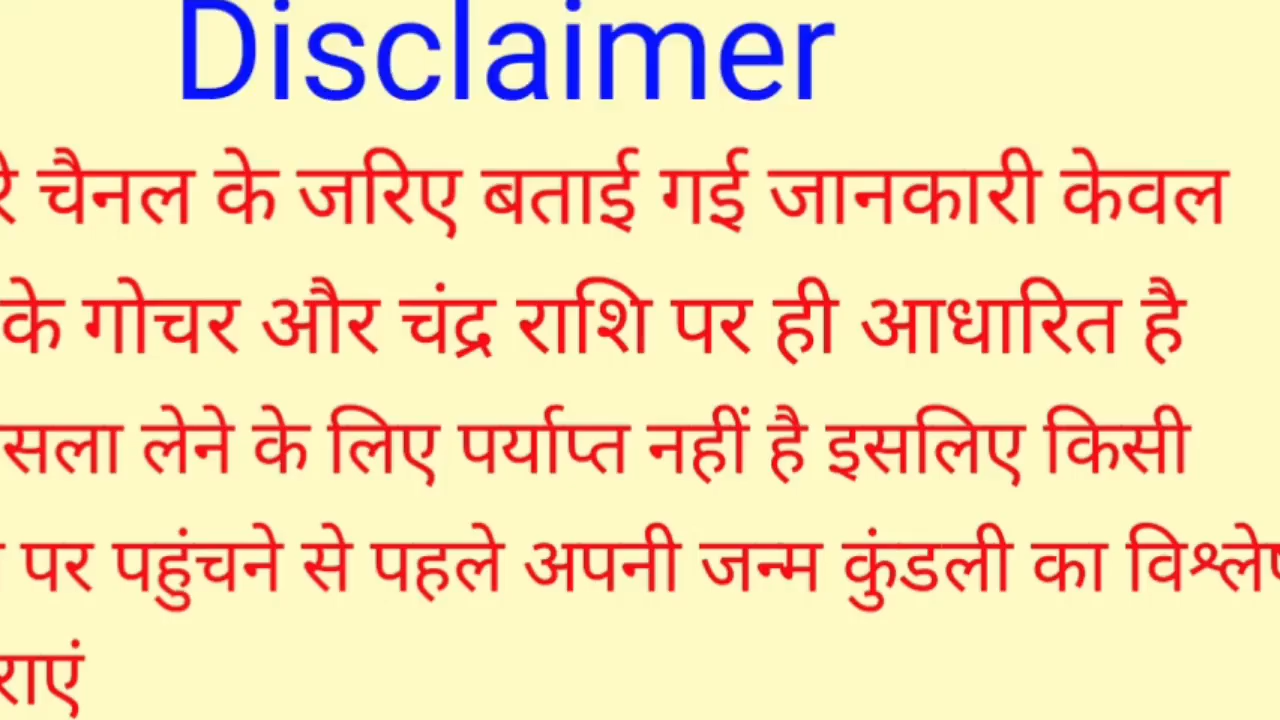 Disclaimer
चैनल के जरिए बताई गई जानकारी केवल
के गोचर और चंद्र राशि पर ही आधारित है
लेने के लिए पर्याप्त नहीं है इसलिए किसी
पर पहुंचने से पहले अपनी जन्म कुंडली का